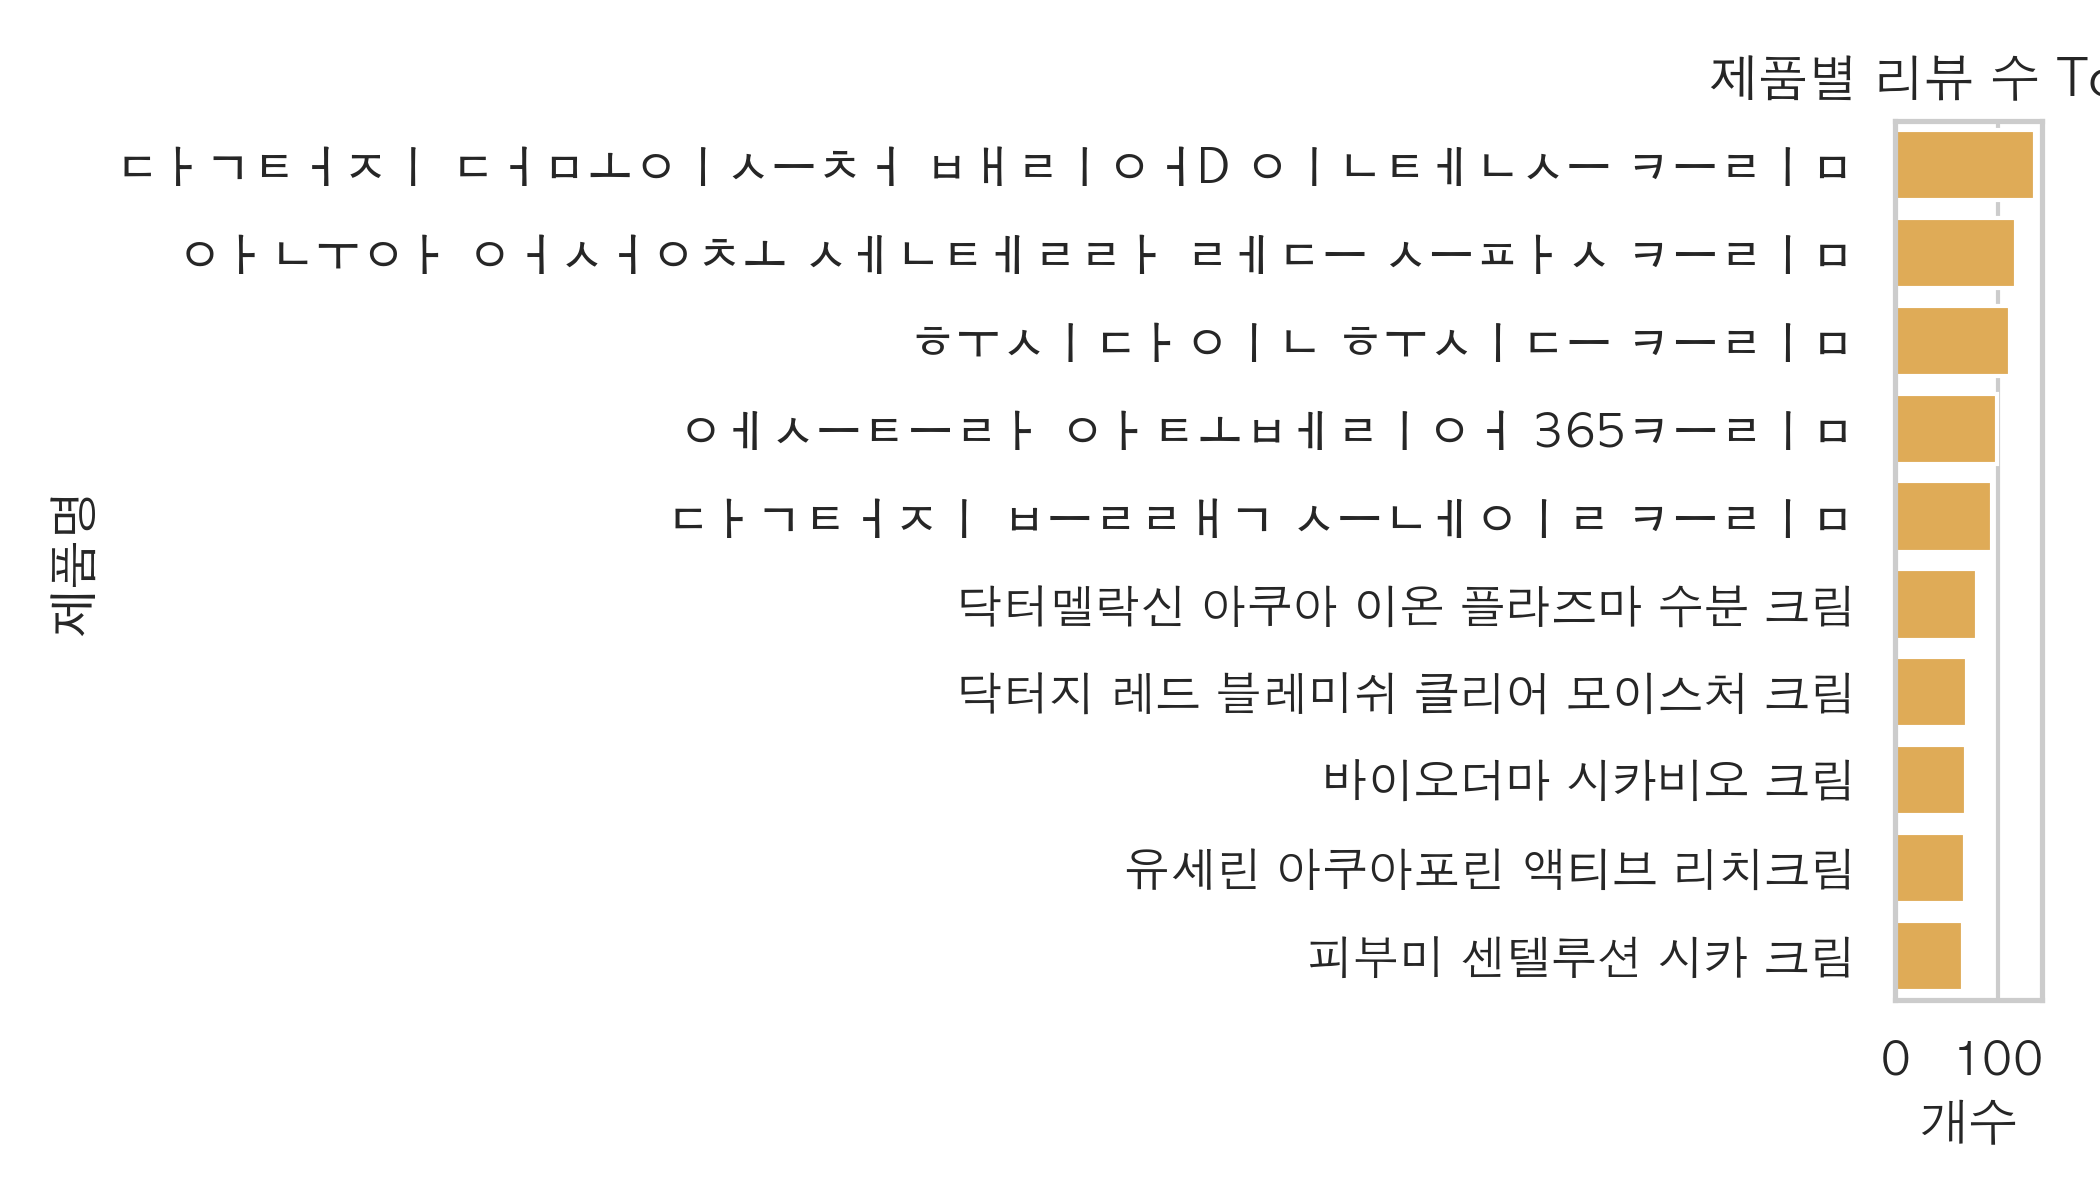 제품별 리뷰 수 To
ㄷㅏㄱㅌㅓㅈㅣ ㄷㅓㅁㅗㅇㅣㅅㅡㅊㅓ ㅂㅐㄹㅣㅇㅓD ㅇㅣㄴㅌㅔㄴㅅㅡ ㅋㅡㄹㅣㅁ
ㅇㅏㄴㅜㅇㅏ ㅇㅓㅅㅓㅇㅊㅗ ㅅㅔㄴㅌㅔㄹㄹㅏ ㄹㅔㄷㅡ ㅅㅡㅍㅏㅅ ㅋㅡㄹㅣㅁ
ㅎㅜㅅㅣㄷㅏㅇㅣㄴ ㅎㅜㅅㅣㄷㅡ ㅋㅡㄹㅣㅁ
ㅇㅔㅅㅡㅌㅡㄹㅏ ㅇㅏㅌㅗㅂㅔㄹㅣㅇㅓ 365ㅋㅡㄹㅣㅁ
ㄷㅏㄱㅌㅓㅈㅣ ㅂㅡㄹㄹㅐㄱ ㅅㅡㄴㅔㅇㅣㄹ ㅋㅡㄹㅣㅁ
닥터멜락신 아쿠아 이온 플라즈마 수분 크림
닥터지 레드 블레미쉬 클리어 모이스처 크림
바이오더마 시카비오 크림
유세린 아쿠아포린 액티브 리치크림
피부미 센텔루션 시카 크림
제품명
0 100
개수